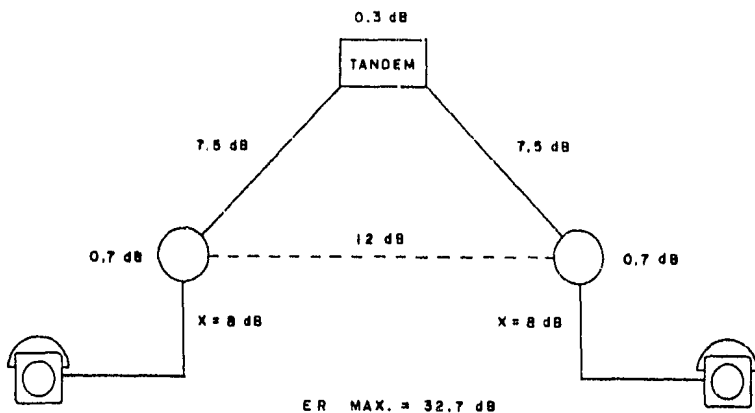 0.3 dB
TANDEM
7.5 dB
7,5 dB
0,7 dB
12 dB
0,7 dB
X = 8 dB
X = 8 dB
ER MAX. = 32,7 dB